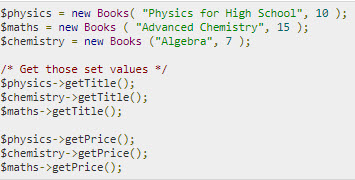 $physics = new Books( "Physics for High School", 10 );
$maths = new Books ( "Advanced Chemistry", 15 );
$chemistry = new Books ("Algebra", 7 );
/* Get those set values */
$physics->getTitle();
$chemistry->getTitle();
$maths->getTitle();
$physics->getPrice();
$chemistry->getPrice();
$maths->getPrice();